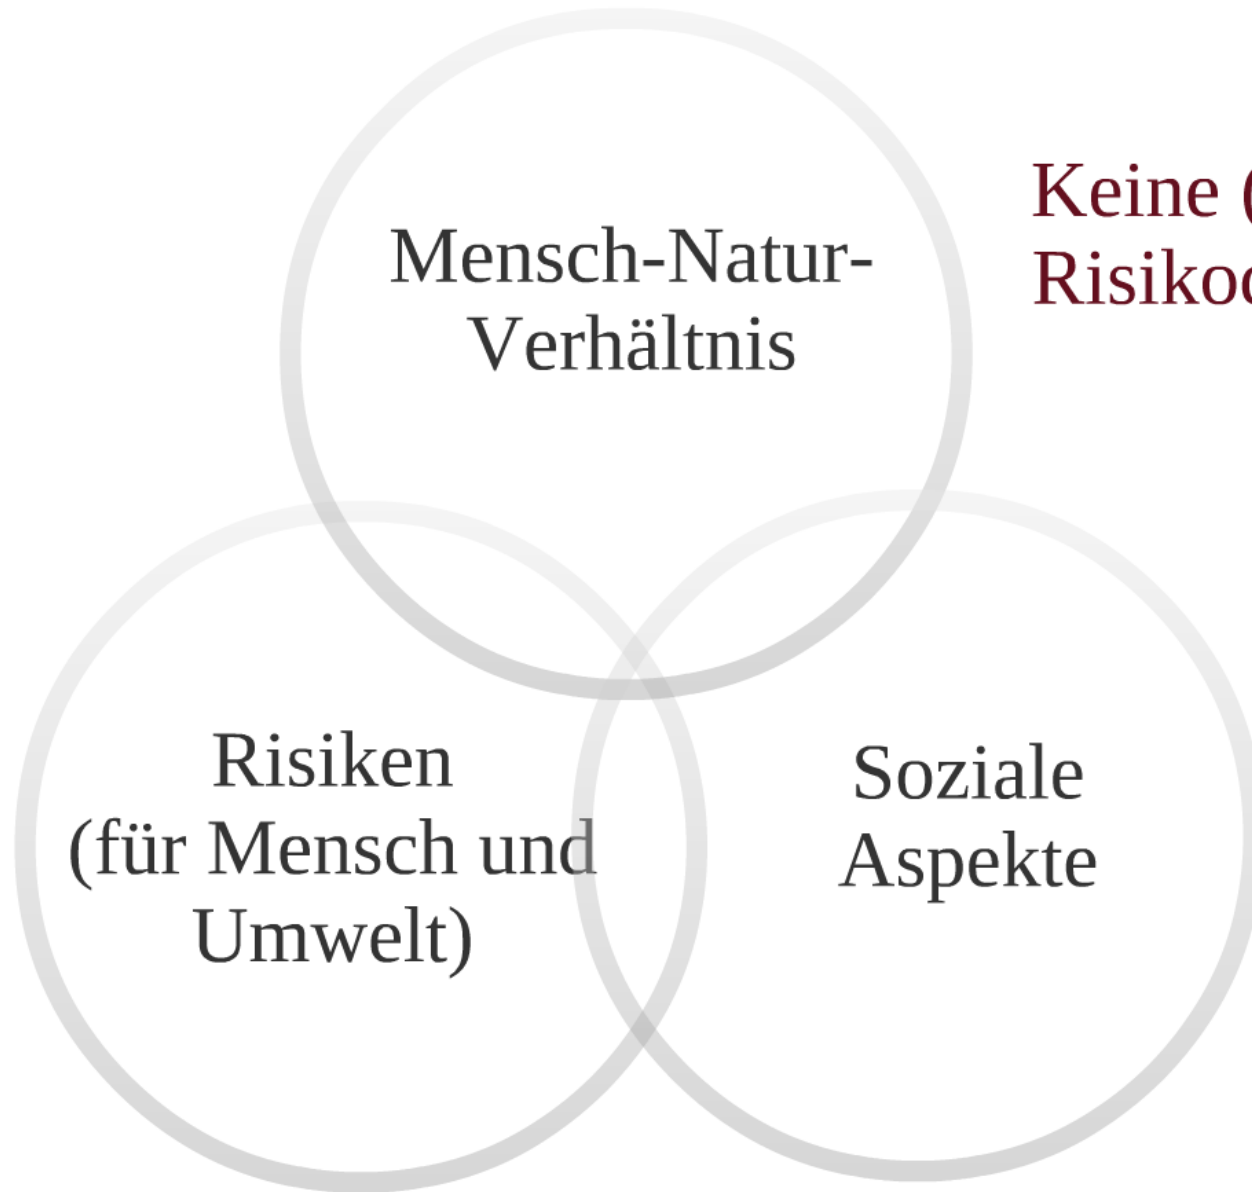 Keine (
Mensch-Natur-
Verhältnis
Risiken
(für Mensch und
Umwelt)
Soziale
Aspekte